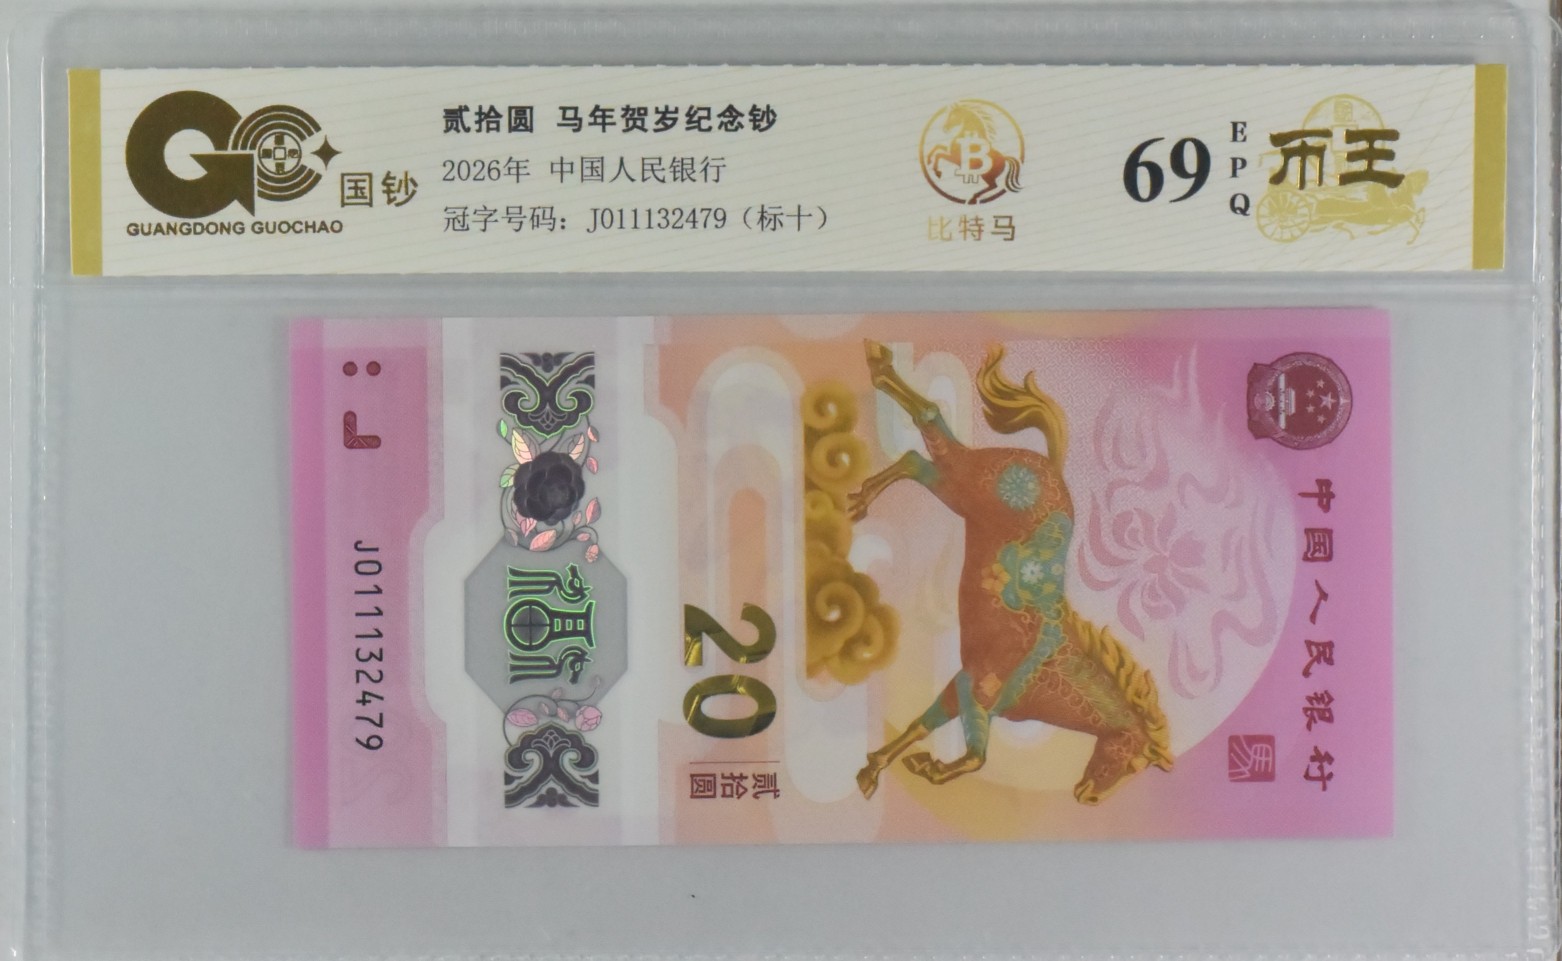 国钞
GUANGDONG GUOCHAO
贰拾圆 马年贺岁纪念钞
2026年 中国人民银行
冠字号码：J011132479（标十）
B
比特马
69
EPQ
币王
J011132479
20
贰拾圆
中国人民银行